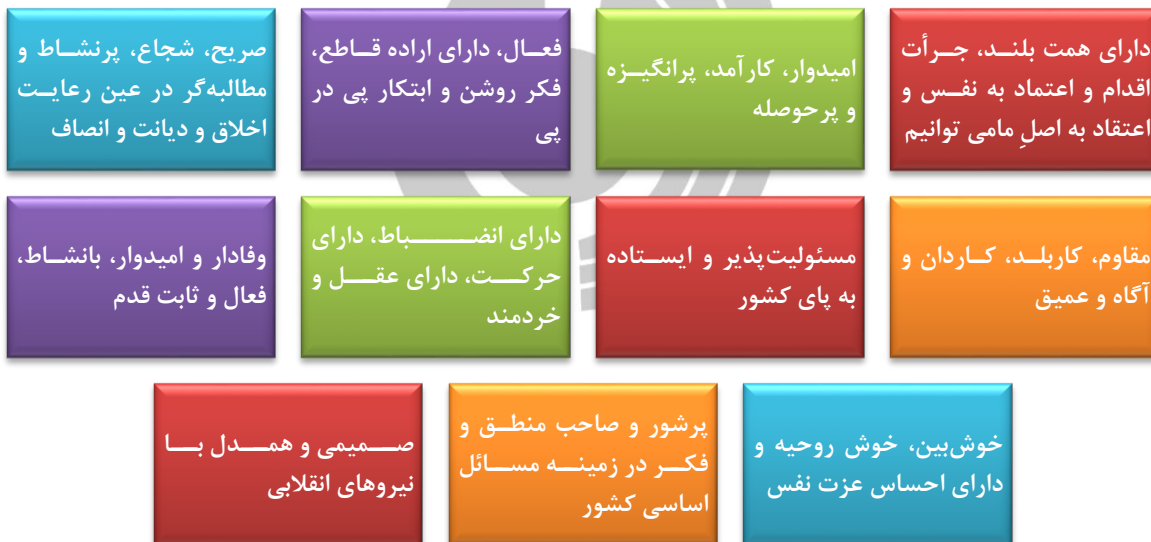 دارای همت بلند، جرأت
اقدام و اعتماد به نفس و
اعتقاد به اصلِ مامی توانیم
امیدوار، کارآمد، پرانگیزه
و پرحوصله
فعال، دارای اراده قاطع،
فکر روشن و ابتکار پی در
پی
صریح، شجاع، پرنشاط و
مطالبه‌گر در عین رعایت
اخلاق و دیانت و انصاف
مقاوم، کاربلد، کاردان و
آگاه و عمیق
مسئولیت‌پذیر و ایستاده
به پای کشور
دارای انضباط، دارای
حرکت، دارای عقل و
خردمند
وفادار و امیدوار، بانشاط،
فعال و ثابت قدم
خوش‌بین، خوش روحیه و
دارای احساس عزت نفس
پرشور و صاحب منطق و
فکر در زمینه مسائل
اساسی کشور
صمیمی و همدل با
نیروهای انقلابی